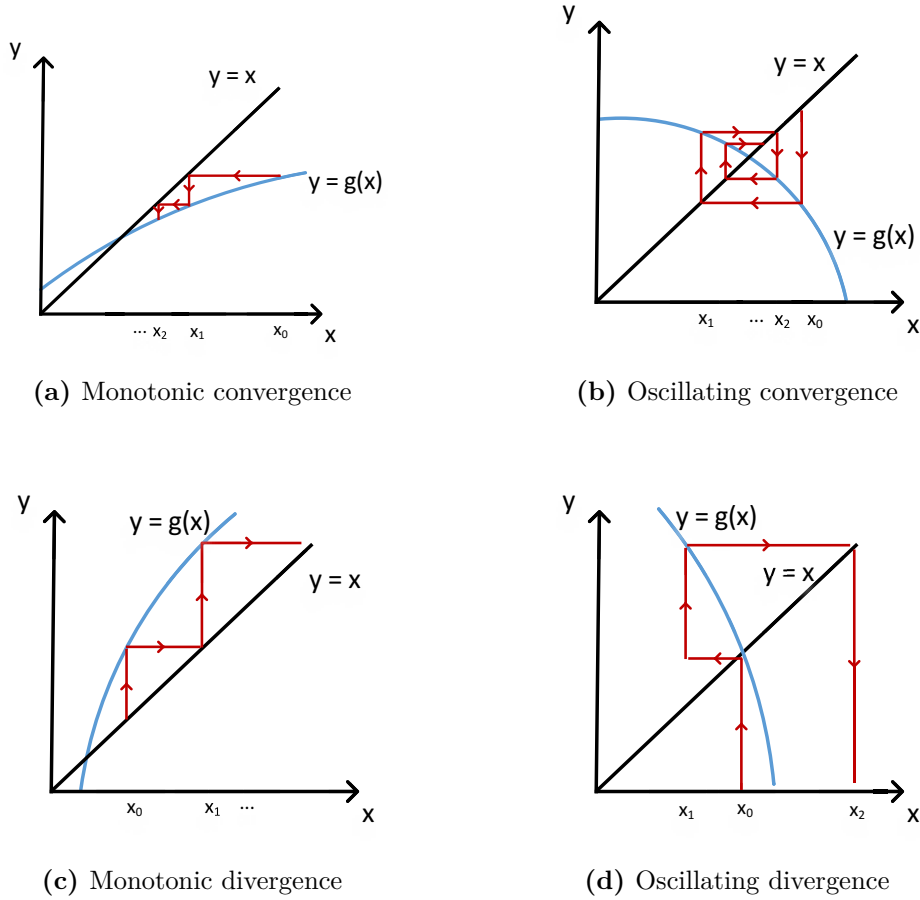 y
y = x
y = g(x)
... x₂ x₁ x₀
x
(a) Monotonic convergence
y
y = x
y = g(x)
x₁ ... x₂ x₀
x
(b) Oscillating convergence
y
y = g(x)
y = x
x₀ x₁ ...
x
(c) Monotonic divergence
y
y = g(x)
y = x
x₁ x₀ x₂
x
(d) Oscillating divergence